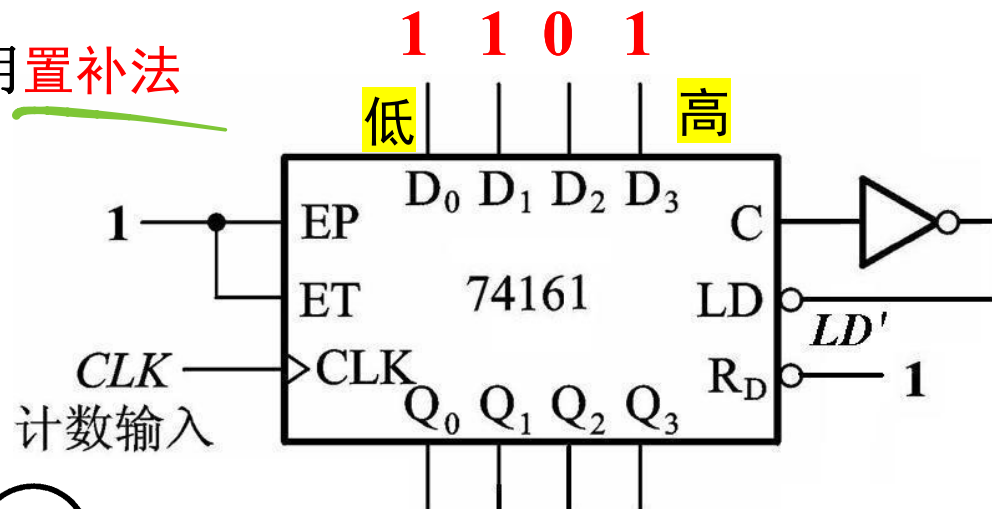 1 1 0 1
用置补法
低 高
D0 D1 D2 D3
1 EP C
ET 74161 LD
LD'
CLK CLK RD 1
计数输入
Q0 Q1 Q2 Q3